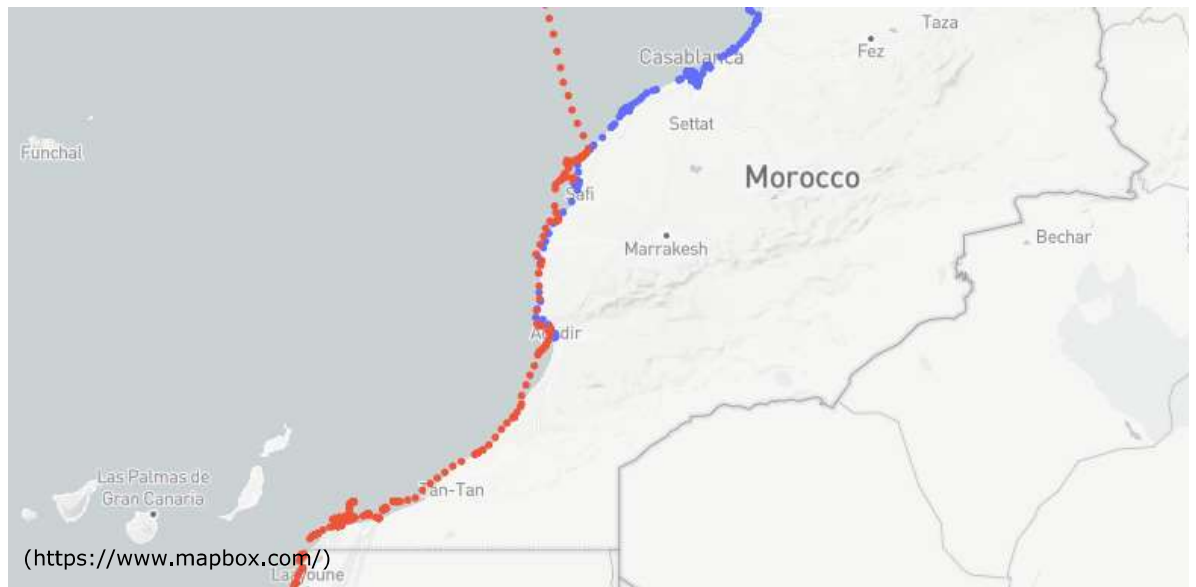 Taza
Casablanca
Fez
Settat
Funchal
Morocco
Safi
Bechar
Marrakesh
Agadir
Las Palmas de
Gran Canaria
Tan-Tan
(https://www.mapbox.com/)
Laayoune